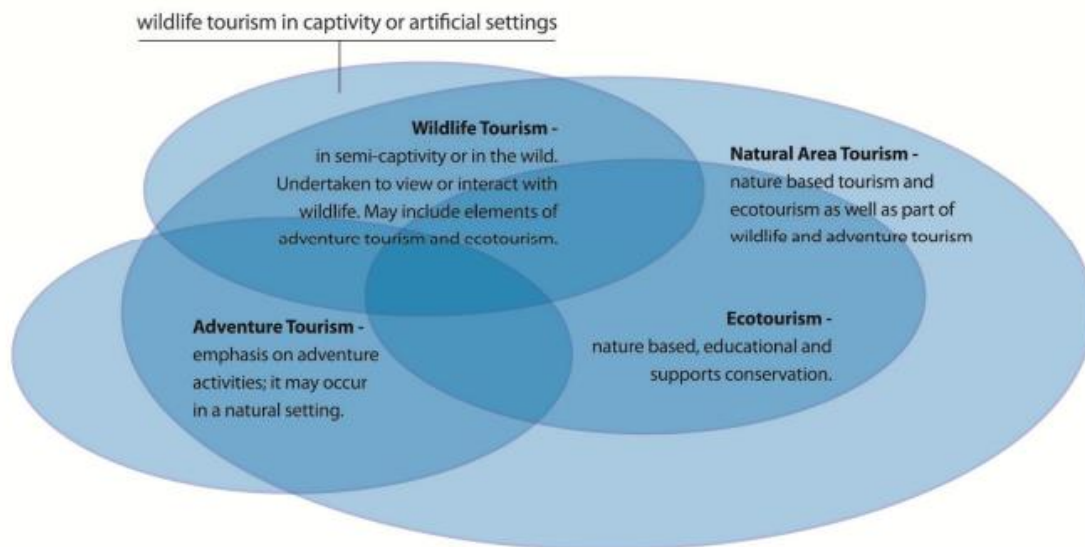 wildlife tourism in captivity or artificial settings
Wildlife Tourism -
in semi-captivity or in the wild.
Undertaken to view or interact with
wildlife. May include elements of
adventure tourism and ecotourism.
Natural Area Tourism -
nature based tourism and
ecotourism as well as part of
wildlife and adventure tourism
Adventure Tourism -
emphasis on adventure
activities; it may occur
in a natural setting.
Ecotourism -
nature based, educational and
supports conservation.